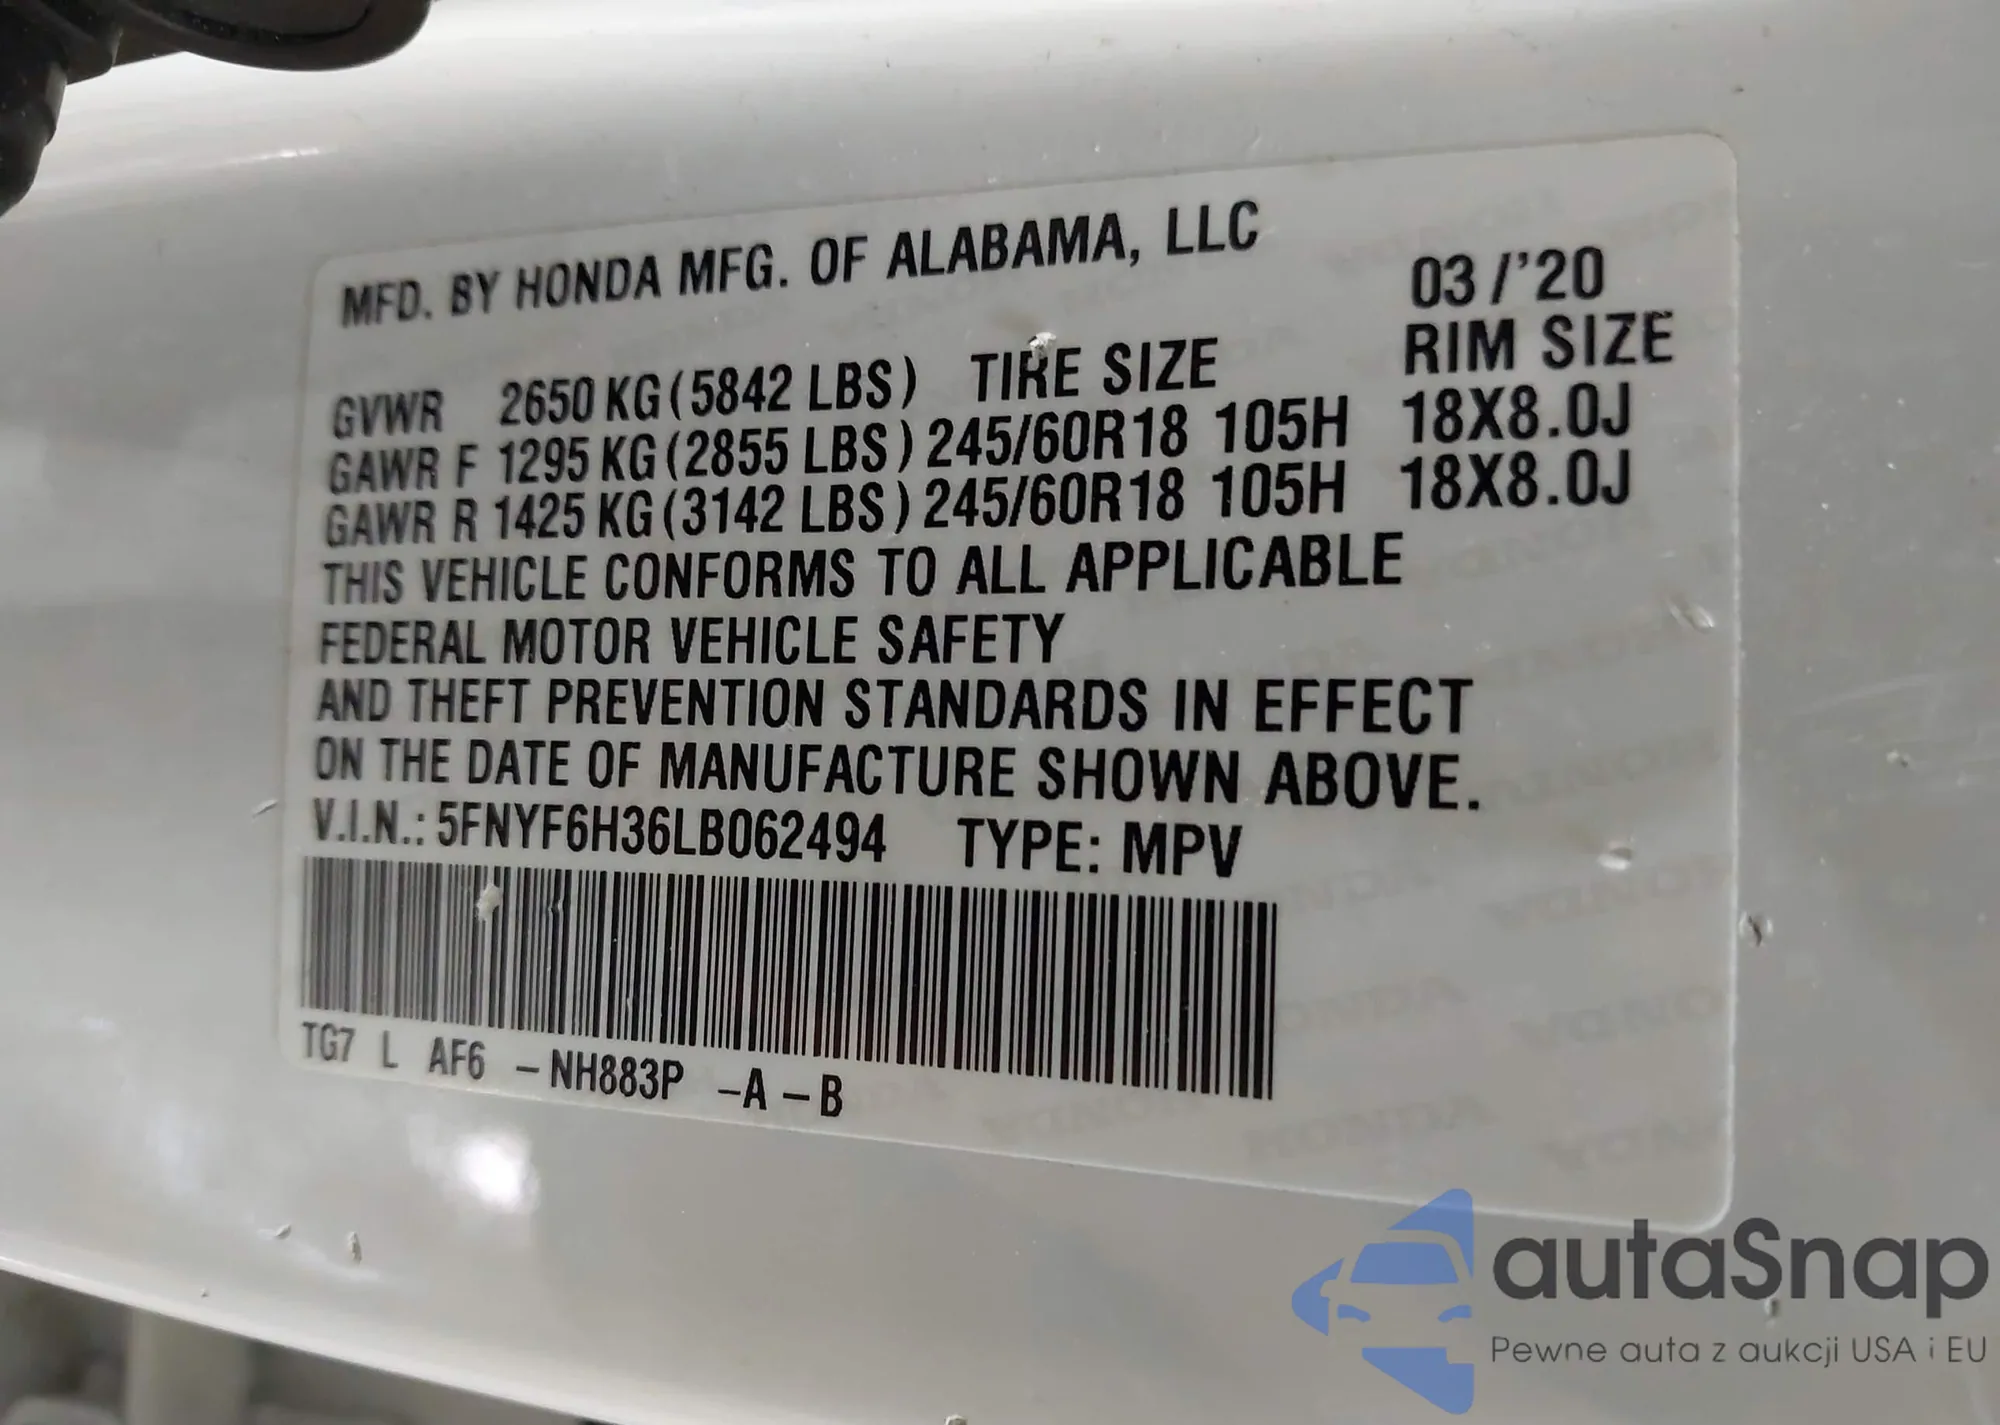 MFD. BY HONDA MFG. OF ALABAMA, LLC 03/'20
GVWR 2650 KG (5842 LBS) TIRE SIZE RIM SIZE
GAWR F 1295 KG (2855 LBS) 245/60R18 105H 18X8.0J
GAWR R 1425 KG (3142 LBS) 245/60R18 105H 18X8.0J
THIS VEHICLE CONFORMS TO ALL APPLICABLE
FEDERAL MOTOR VEHICLE SAFETY
AND THEFT PREVENTION STANDARDS IN EFFECT
ON THE DATE OF MANUFACTURE SHOWN ABOVE.
V.I.N.: 5FNYF6H36LB062494 TYPE: MPV
TG7 L AF6 -NH883P -A -B
autaSnap
Pewne auta z aukcji USA i EU